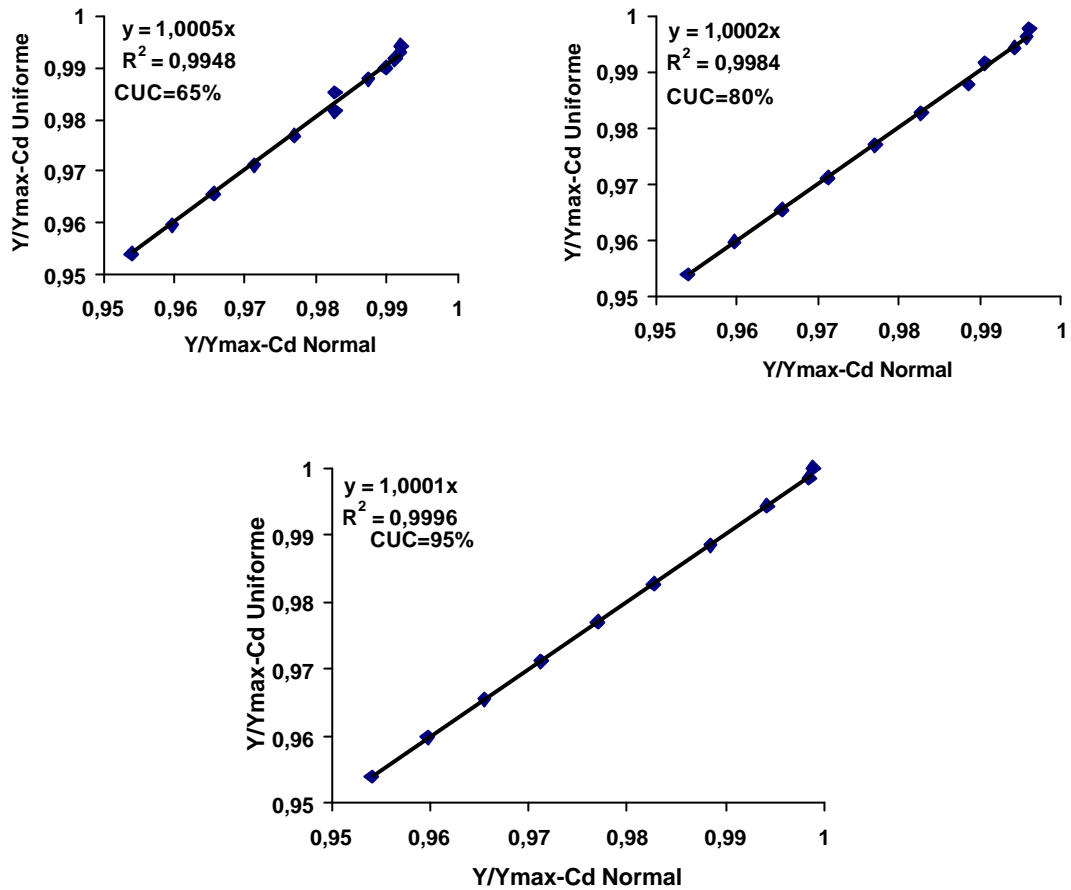 y = 1,0005x
R² = 0,9948
CUC=65%
1
0,99
0,98
0,97
0,96
0,95
Y/Ymax-Cd Uniforme
0,95 0,96 0,97 0,98 0,99 1
Y/Ymax-Cd Normal
y = 1,0002x
R² = 0,9984
CUC=80%
1
0,99
0,98
0,97
0,96
0,95
Y/Ymax-Cd Uniforme
0,95 0,96 0,97 0,98 0,99 1
Y/Ymax-Cd Normal
y = 1,0001x
R² = 0,9996
CUC=95%
1
0,99
0,98
0,97
0,96
0,95
Y/Ymax-Cd Uniforme
0,95 0,96 0,97 0,98 0,99 1
Y/Ymax-Cd Normal